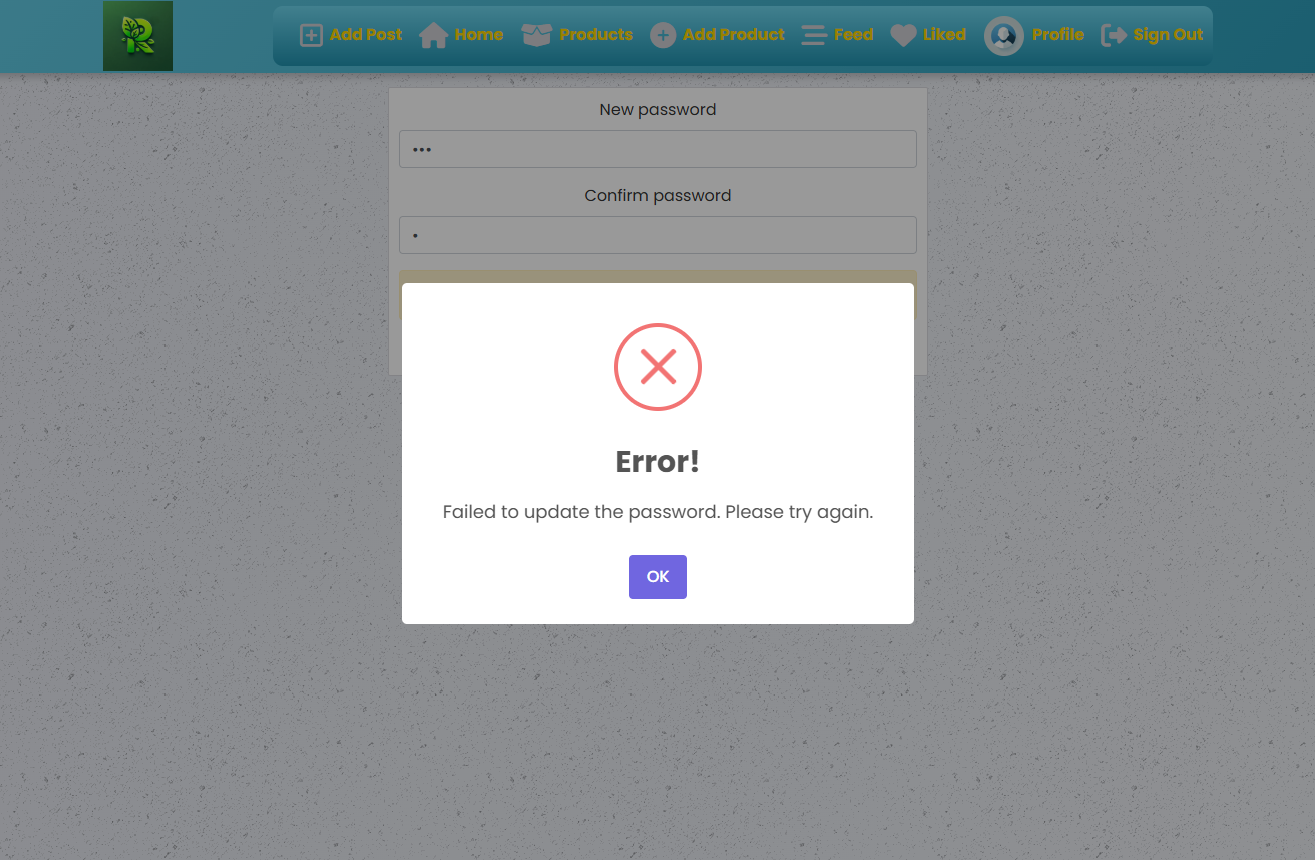 Add Post Home Products Add Product Feed Liked Profile Sign Out
New password
•••
Confirm password
•
Error!
Failed to update the password. Please try again.
OK